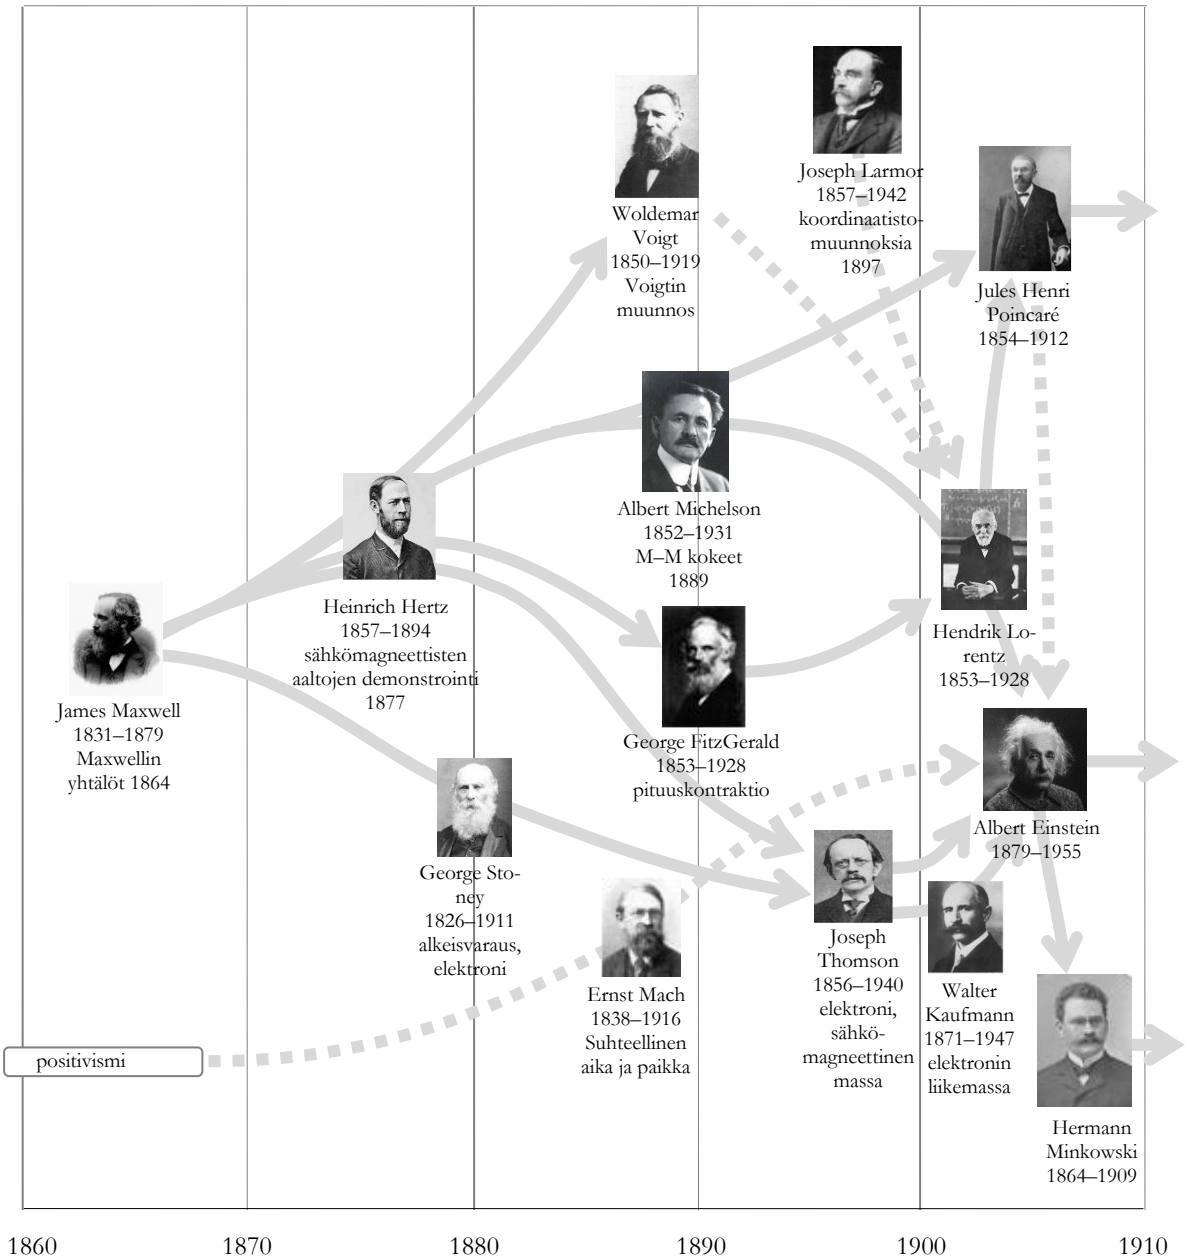 Joseph Larmor
1857–1942
koordinaatisto-
muunnoksia
1897
Woldemar
Voigt
1850–1919
Voigtin
muunnos
Jules Henri
Poincaré
1854–1912
Albert Michelson
1852–1931
M–M kokeet
1889
Heinrich Hertz
1857–1894
sähkömagneettisten
aaltojen demonstrointi
1877
Hendrik Lo-
rentz
1853–1928
James Maxwell
1831–1879
Maxwellin
yhtälöt 1864
George FitzGerald
1853–1928
pituuskontraktio
Albert Einstein
1879–1955
George Sto-
ney
1826–1911
alkeisvaraus,
elektroni
Joseph
Thomson
1856–1940
elektroni,
sähkö-
magneettinen
massa
Ernst Mach
1838–1916
Suhteellinen
aika ja paikka
Walter
Kaufmann
1871–1947
elektronin
liikemassa
positivismi
Hermann
Minkowski
1864–1909
1860 1870 1880 1890 1900 1910